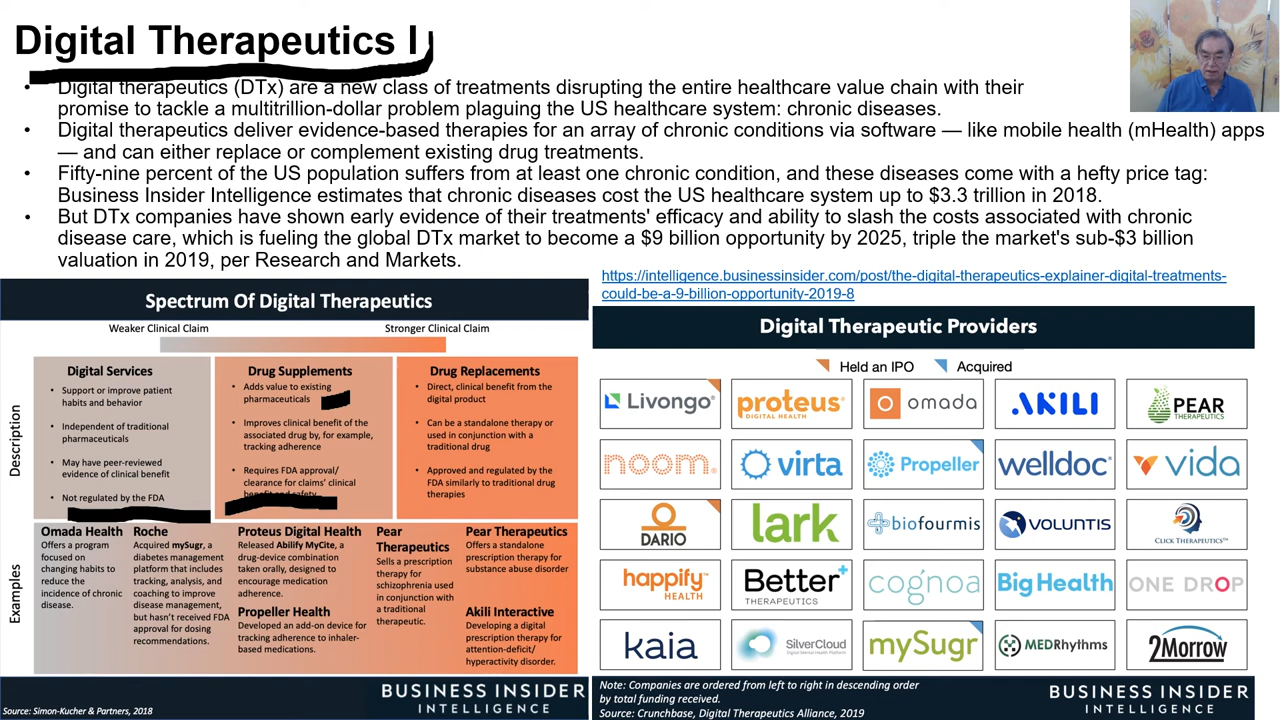 Digital Therapeutics I
• Digital therapeutics (DTx) are a new class of treatments disrupting the entire healthcare value chain with their
promise to tackle a multitrillion-dollar problem plaguing the US healthcare system: chronic diseases.
• Digital therapeutics deliver evidence-based therapies for an array of chronic conditions via software — like mobile health (mHealth) apps
— and can either replace or complement existing drug treatments.
• Fifty-nine percent of the US population suffers from at least one chronic condition, and these diseases come with a hefty price tag:
Business Insider Intelligence estimates that chronic diseases cost the US healthcare system up to $3.3 trillion in 2018.
• But DTx companies have shown early evidence of their treatments' efficacy and ability to slash the costs associated with chronic
disease care, which is fueling the global DTx market to become a $9 billion opportunity by 2025, triple the market's sub-$3 billion
valuation in 2019, per Research and Markets.
https://intelligence.businessinsider.com/post/the-digital-therapeutics-explainer-digital-treatments-
could-be-a-9-billion-opportunity-2019-8
Spectrum Of Digital Therapeutics
Weaker Clinical Claim
Stronger Clinical Claim
Description
Digital Services
• Support or improve patient
habits and behavior
• Independent of traditional
pharmaceuticals
• May have peer-reviewed
evidence of clinical benefit
• Not regulated by the FDA
Drug Supplements
• Adds value to existing
pharmaceuticals
• Improves clinical benefit of the
associated drug by, for example,
tracking adherence
• Requires FDA approval/
clearance for claims' clinical
benefit and safety
Drug Replacements
• Direct, clinical benefit from the
digital product
• Can be a standalone therapy or
used in conjunction with a
traditional drug
• Approved and regulated by the
FDA similarly to traditional drug
therapies
Examples
Omada Health
Offers a program
focused on
changing habits to
reduce the
incidence of chronic
disease.
Roche
Acquired mySugr, a
diabetes management
platform that includes
tracking, analysis, and
coaching to improve
disease management,
but hasn't received FDA
approval for dosing
recommendations.
Proteus Digital Health
Released Abilify MyCite, a
drug-device combination
taken orally, designed to
encourage medication
adherence.
Propeller Health
Developed an add-on device for
tracking adherence to inhaler-
based medications.
Pear
Therapeutics
Sells a prescription
therapy for
schizophrenia used
in conjunction with
a traditional
therapeutic.
Pear Therapeutics
Offers a standalone
prescription therapy for
substance abuse disorder
Akili Interactive
Developing a digital
prescription therapy for
attention-deficit/
hyperactivity disorder.
Source: Simon-Kucher & Partners, 2018
BUSINESS INSIDER
INTELLIGENCE
Digital Therapeutic Providers
Held an IPO
Acquired
Livongo®
proteus®
DIGITAL HEALTH
omada
AKILI
PEAR
THERAPEUTICS
noom®
virta
Propeller
welldoc®
vida
DARIO
lark
biofourmis
VOLUNTIS
CLICK THERAPEUTICS™
happify™
HEALTH
Better+
THERAPEUTICS
cognoa
Big Health
ONE DROP
kaia
SilverCloud
Digital Mental Health Platform
mySugr
MEDRhythms
2Morrow
Note: Companies are ordered from left to right in descending order
by total funding received.
Source: Crunchbase, Digital Therapeutics Alliance, 2019
BUSINESS INSIDER
INTELLIGENCE